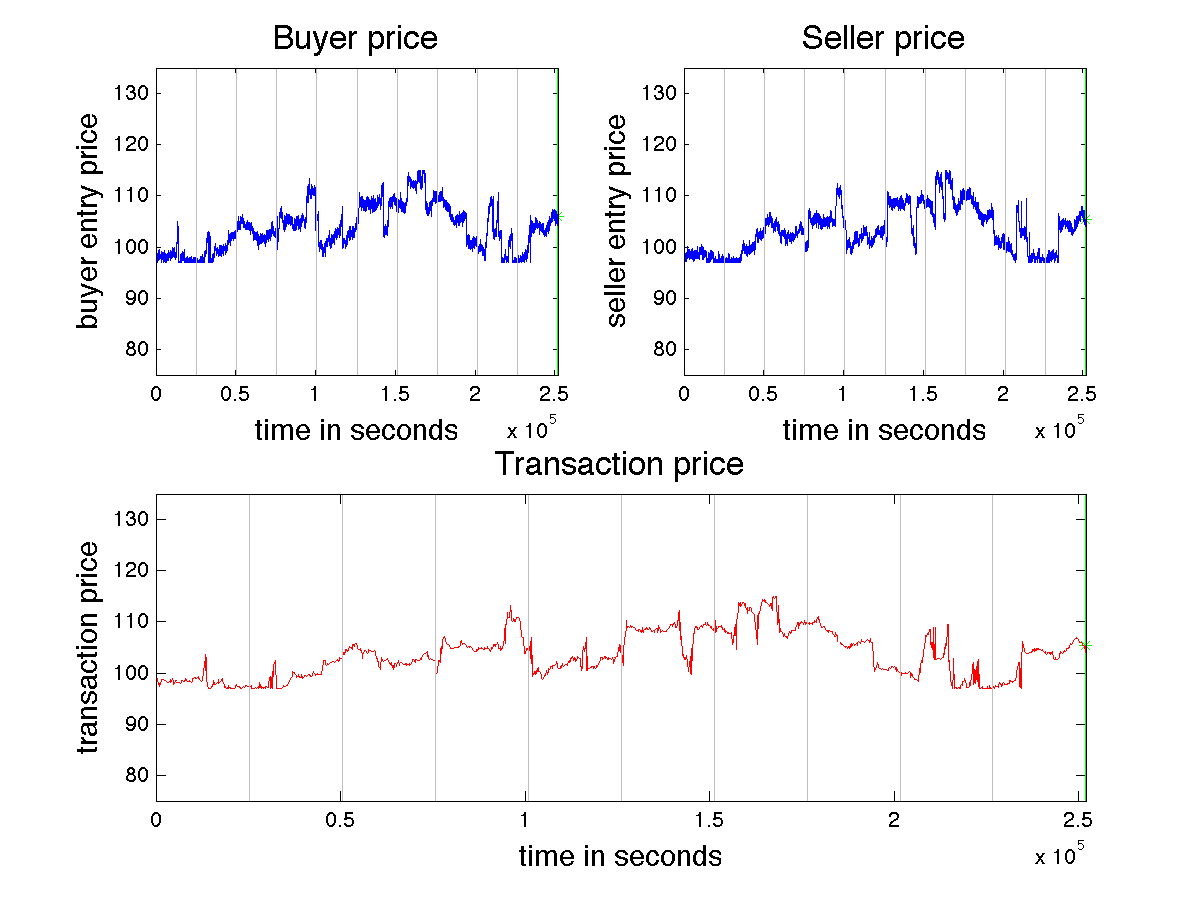 Buyer price
Seller price
buyer entry price
130
120
110
100
90
80
0 0.5 1 1.5 2 2.5
x 10^5
time in seconds
seller entry price
130
120
110
100
90
80
0 0.5 1 1.5 2 2.5
x 10^5
time in seconds
Transaction price
transaction price
130
120
110
100
90
80
0 0.5 1 1.5 2 2.5
x 10^5
time in seconds